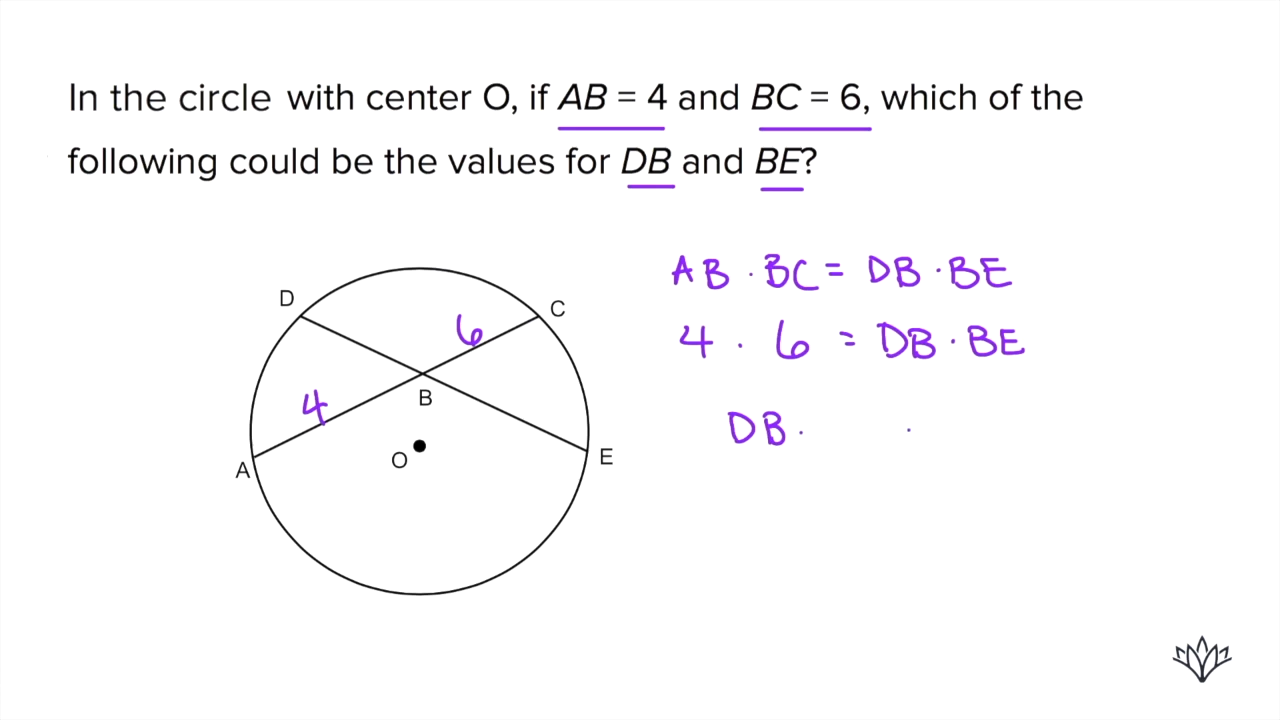 In the circle with center O, if AB = 4 and BC = 6, which of the
following could be the values for DB and BE?
AB · BC = DB · BE
4 · 6 = DB · BE
DB ·
D
C
6
4
B
A
O
E